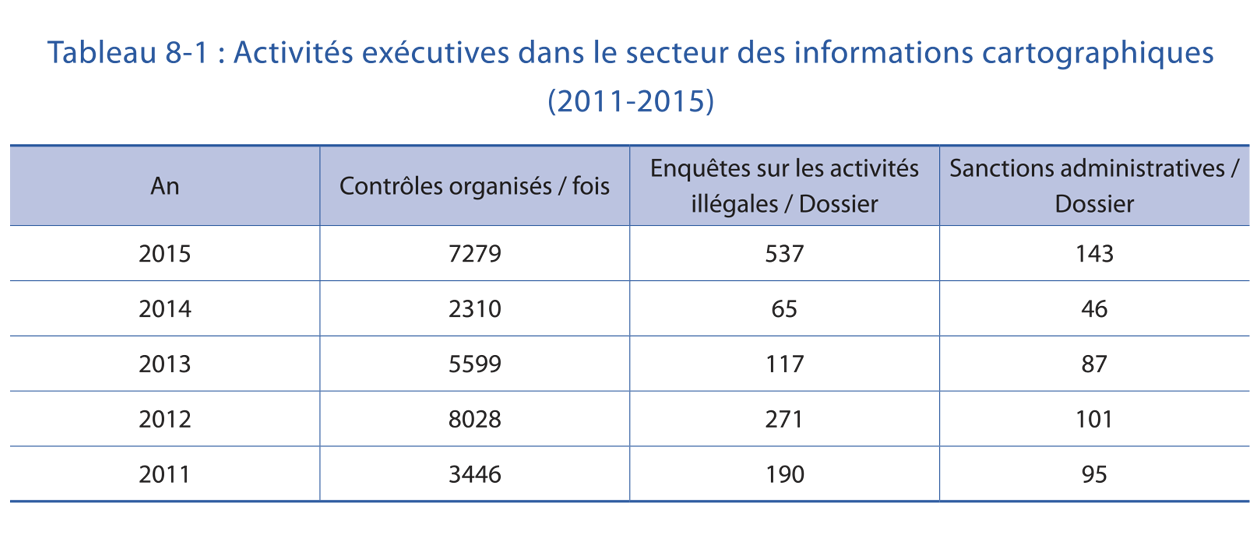 Tableau 8-1 : Activités exécutives dans le secteur des informations cartographiques
(2011-2015)
An
Contrôles organisés / fois
Enquêtes sur les activités
illégales / Dossier
Sanctions administratives /
Dossier
2015 7279 537 143
2014 2310 65 46
2013 5599 117 87
2012 8028 271 101
2011 3446 190 95